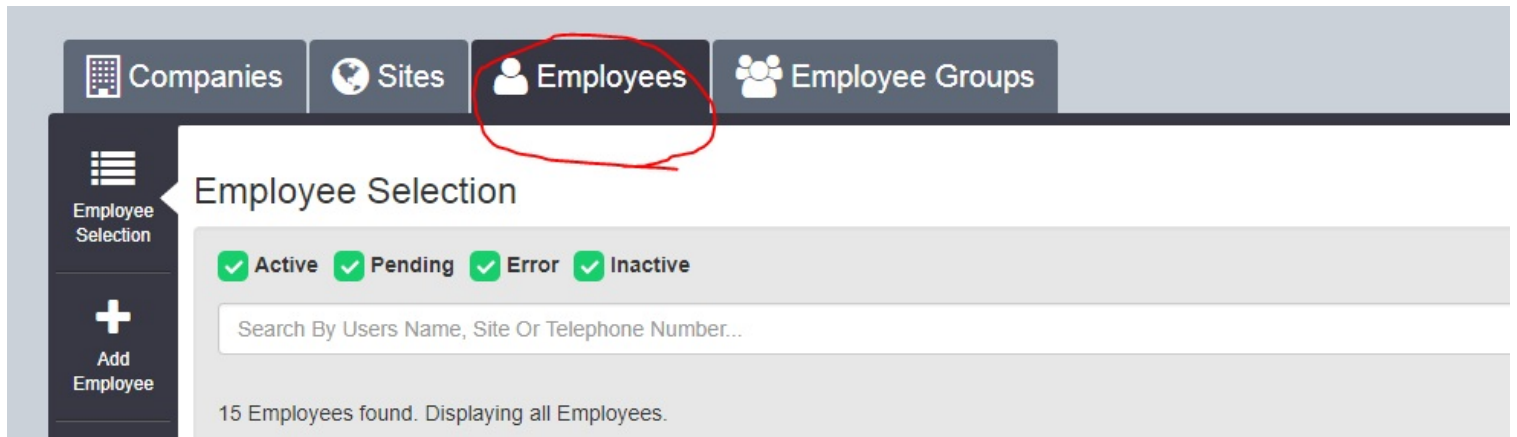 Companies Sites Employees Employee Groups
Employee
Selection
Add
Employee
Employee Selection
Active Pending Error Inactive
Search By Users Name, Site Or Telephone Number...
15 Employees found. Displaying all Employees.